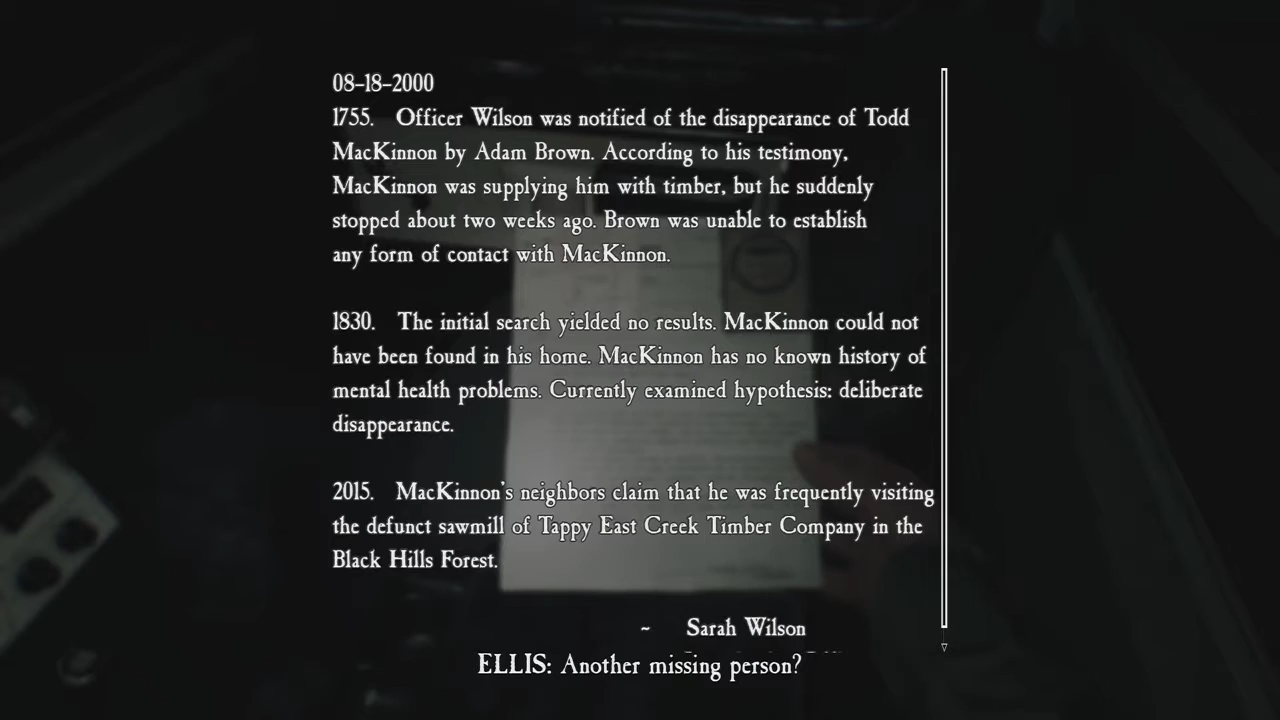 08-18-2000
1755. Officer Wilson was notified of the disappearance of Todd
MacKinnon by Adam Brown. According to his testimony,
MacKinnon was supplying him with timber, but he suddenly
stopped about two weeks ago. Brown was unable to establish
any form of contact with MacKinnon.
1830. The initial search yielded no results. MacKinnon could not
have been found in his home. MacKinnon has no known history of
mental health problems. Currently examined hypothesis: deliberate
disappearance.
2015. MacKinnon's neighbors claim that he was frequently visiting
the defunct sawmill of Tappy East Creek Timber Company in the
Black Hills Forest.
~ Sarah Wilson
ELLIS: Another missing person?